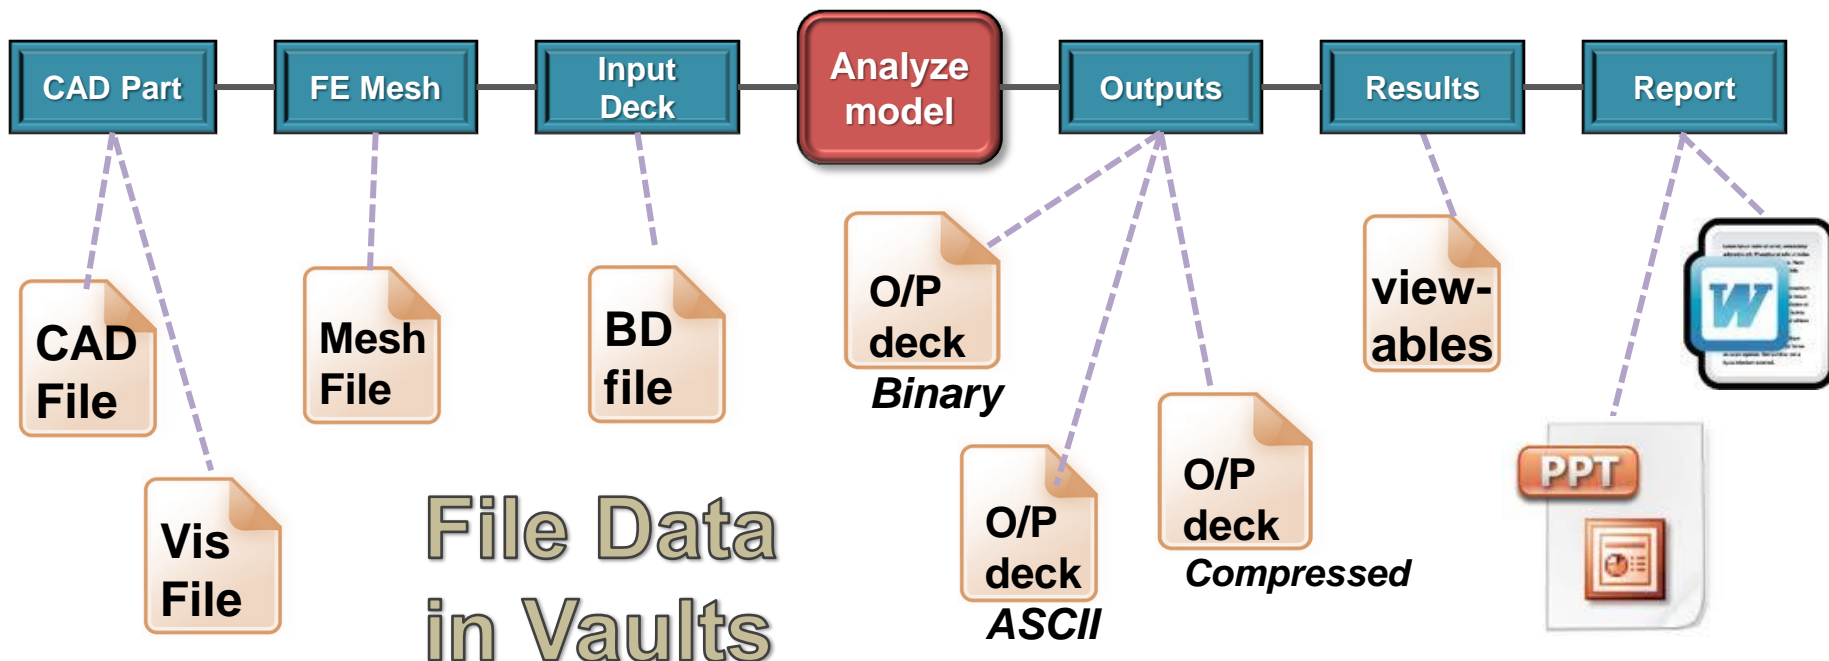 CAD Part
FE Mesh
Input
Deck
Analyze
model
Outputs
Results
Report
CAD
File
Vis
File
Mesh
File
BD
file
O/P
deck
Binary
O/P
deck
ASCII
O/P
deck
Compressed
view-
ables
W
PPT
File Data
in Vaults